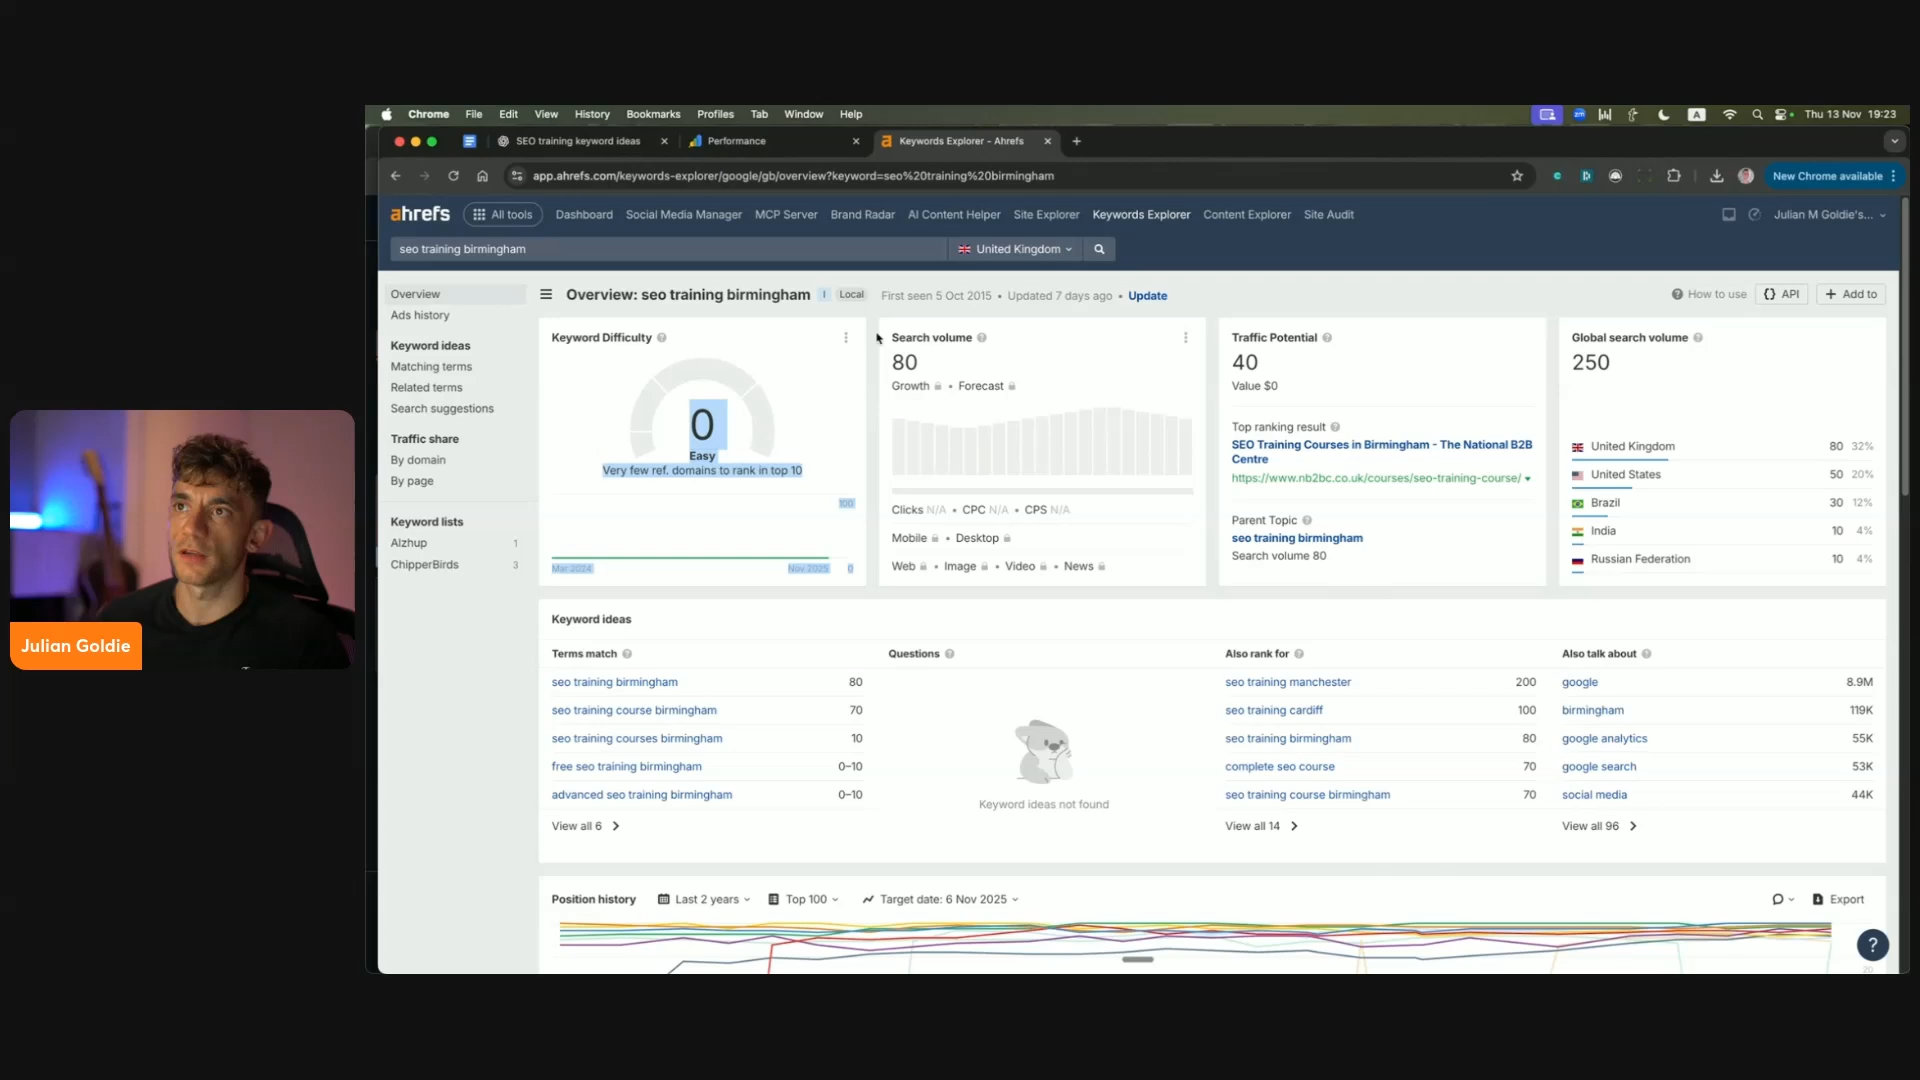 Chrome File Edit View History Bookmarks Profiles Tab Window Help
A Thu 13 Nov 19:23
SEO training keyword ideas
Performance
Keywords Explorer - Ahrefs
app.ahrefs.com/keywords-explorer/google/gb/overview?keyword=seo%20training%20birmingham
New Chrome available
ahrefs
All tools
Dashboard Social Media Manager MCP Server Brand Radar AI Content Helper Site Explorer Keywords Explorer Content Explorer Site Audit
Julian M Goldie's...
seo training birmingham
United Kingdom
Overview
Ads history
Keyword ideas
Matching terms
Related terms
Search suggestions
Traffic share
By domain
By page
Keyword lists
Alzhup 1
ChipperBirds 3
Overview: seo training birmingham I Local First seen 5 Oct 2015 • Updated 7 days ago • Update
How to use
{} API
+ Add to
Keyword Difficulty
0
Easy
Very few ref. domains to rank in top 10
100
Mar 2024 Nov 2025 0
Search volume
80
Growth • Forecast
Clicks N/A • CPC N/A • CPS N/A
Mobile • Desktop
Web • Image • Video • News
Traffic Potential
40
Value $0
Top ranking result
SEO Training Courses in Birmingham - The National B2B
Centre
https://www.nb2bc.co.uk/courses/seo-training-course/
Parent Topic
seo training birmingham
Search volume 80
Global search volume
250
United Kingdom 80 32%
United States 50 20%
Brazil 30 12%
India 10 4%
Russian Federation 10 4%
Keyword ideas
Terms match
seo training birmingham 80
seo training course birmingham 70
seo training courses birmingham 10
free seo training birmingham 0–10
advanced seo training birmingham 0–10
View all 6
Questions
Keyword ideas not found
Also rank for
seo training manchester 200
seo training cardiff 100
seo training birmingham 80
complete seo course 70
seo training course birmingham 70
View all 14
Also talk about
google 8.9M
birmingham 119K
google analytics 55K
google search 53K
social media 44K
View all 96
Position history Last 2 years Top 100 Target date: 6 Nov 2025
Export
20
?
Julian Goldie